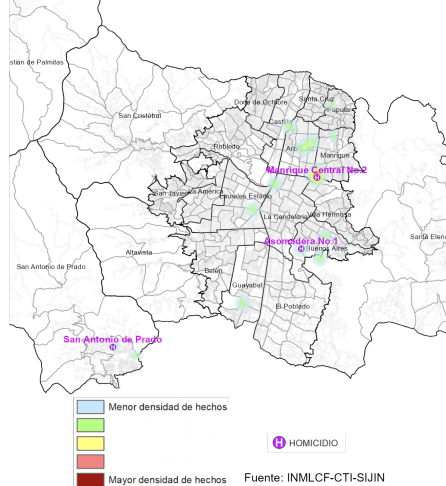 Santa Cruz
stián de Palmitas
Doce de Octubre
Popular
San Cristóbal
Castilla
Robledo
Aranjuez
Manrique
Manrique Central No.2
H
San Javier
La América
Laureles Estadio
La Candelaria
Villa Hermosa
Asomadera No.1
H
Buenos Aires
Santa Elena
Altavista
San Antonio de Prado
Belén
Guayabal
El Poblado
San Antonio de Prado
H
Menor densidad de hechos
H HOMICIDIO
Mayor densidad de hechos
Fuente: INMLCF-CTI-SIJIN